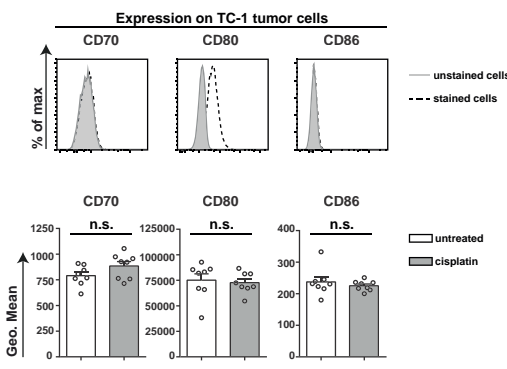 Expression on TC-1 tumor cells
CD70 CD80 CD86
% of max
unstained cells
stained cells
CD70 CD80 CD86
Geo. Mean
1250
1000
750
500
250
0
n.s.
125000
100000
75000
50000
25000
0
n.s.
400
300
200
100
0
n.s.
untreated
cisplatin